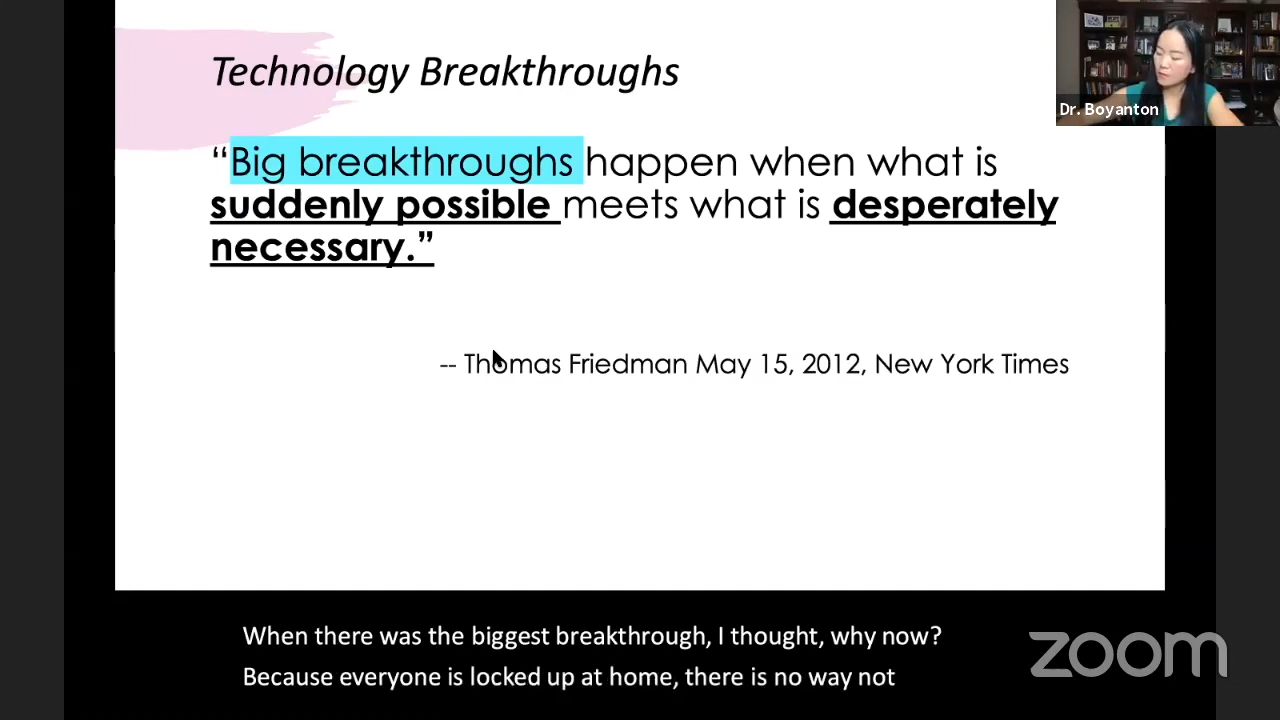 Technology Breakthroughs
Dr. Boyanton
“Big breakthroughs happen when what is
suddenly possible meets what is desperately
necessary.”
-- Thomas Friedman May 15, 2012, New York Times
When there was the biggest breakthrough, I thought, why now?
Because everyone is locked up at home, there is no way not
zoom